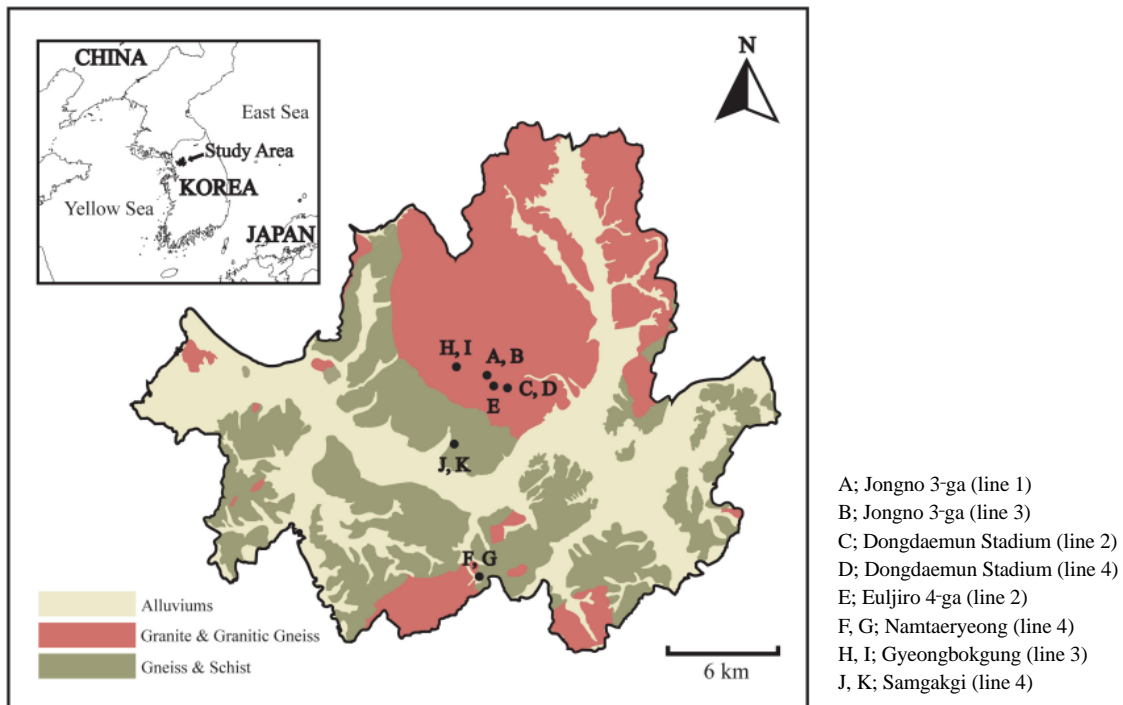 CHINA
East Sea
Study Area
KOREA
Yellow Sea
JAPAN
N
H, I
A, B
C, D
E
J, K
F, G
Alluviums
Granite & Granitic Gneiss
Gneiss & Schist
6 km
A; Jongno 3-ga (line 1)
B; Jongno 3-ga (line 3)
C; Dongdaemun Stadium (line 2)
D; Dongdaemun Stadium (line 4)
E; Euljiro 4-ga (line 2)
F, G; Namtaeryeong (line 4)
H, I; Gyeongbokgung (line 3)
J, K; Samgakgi (line 4)